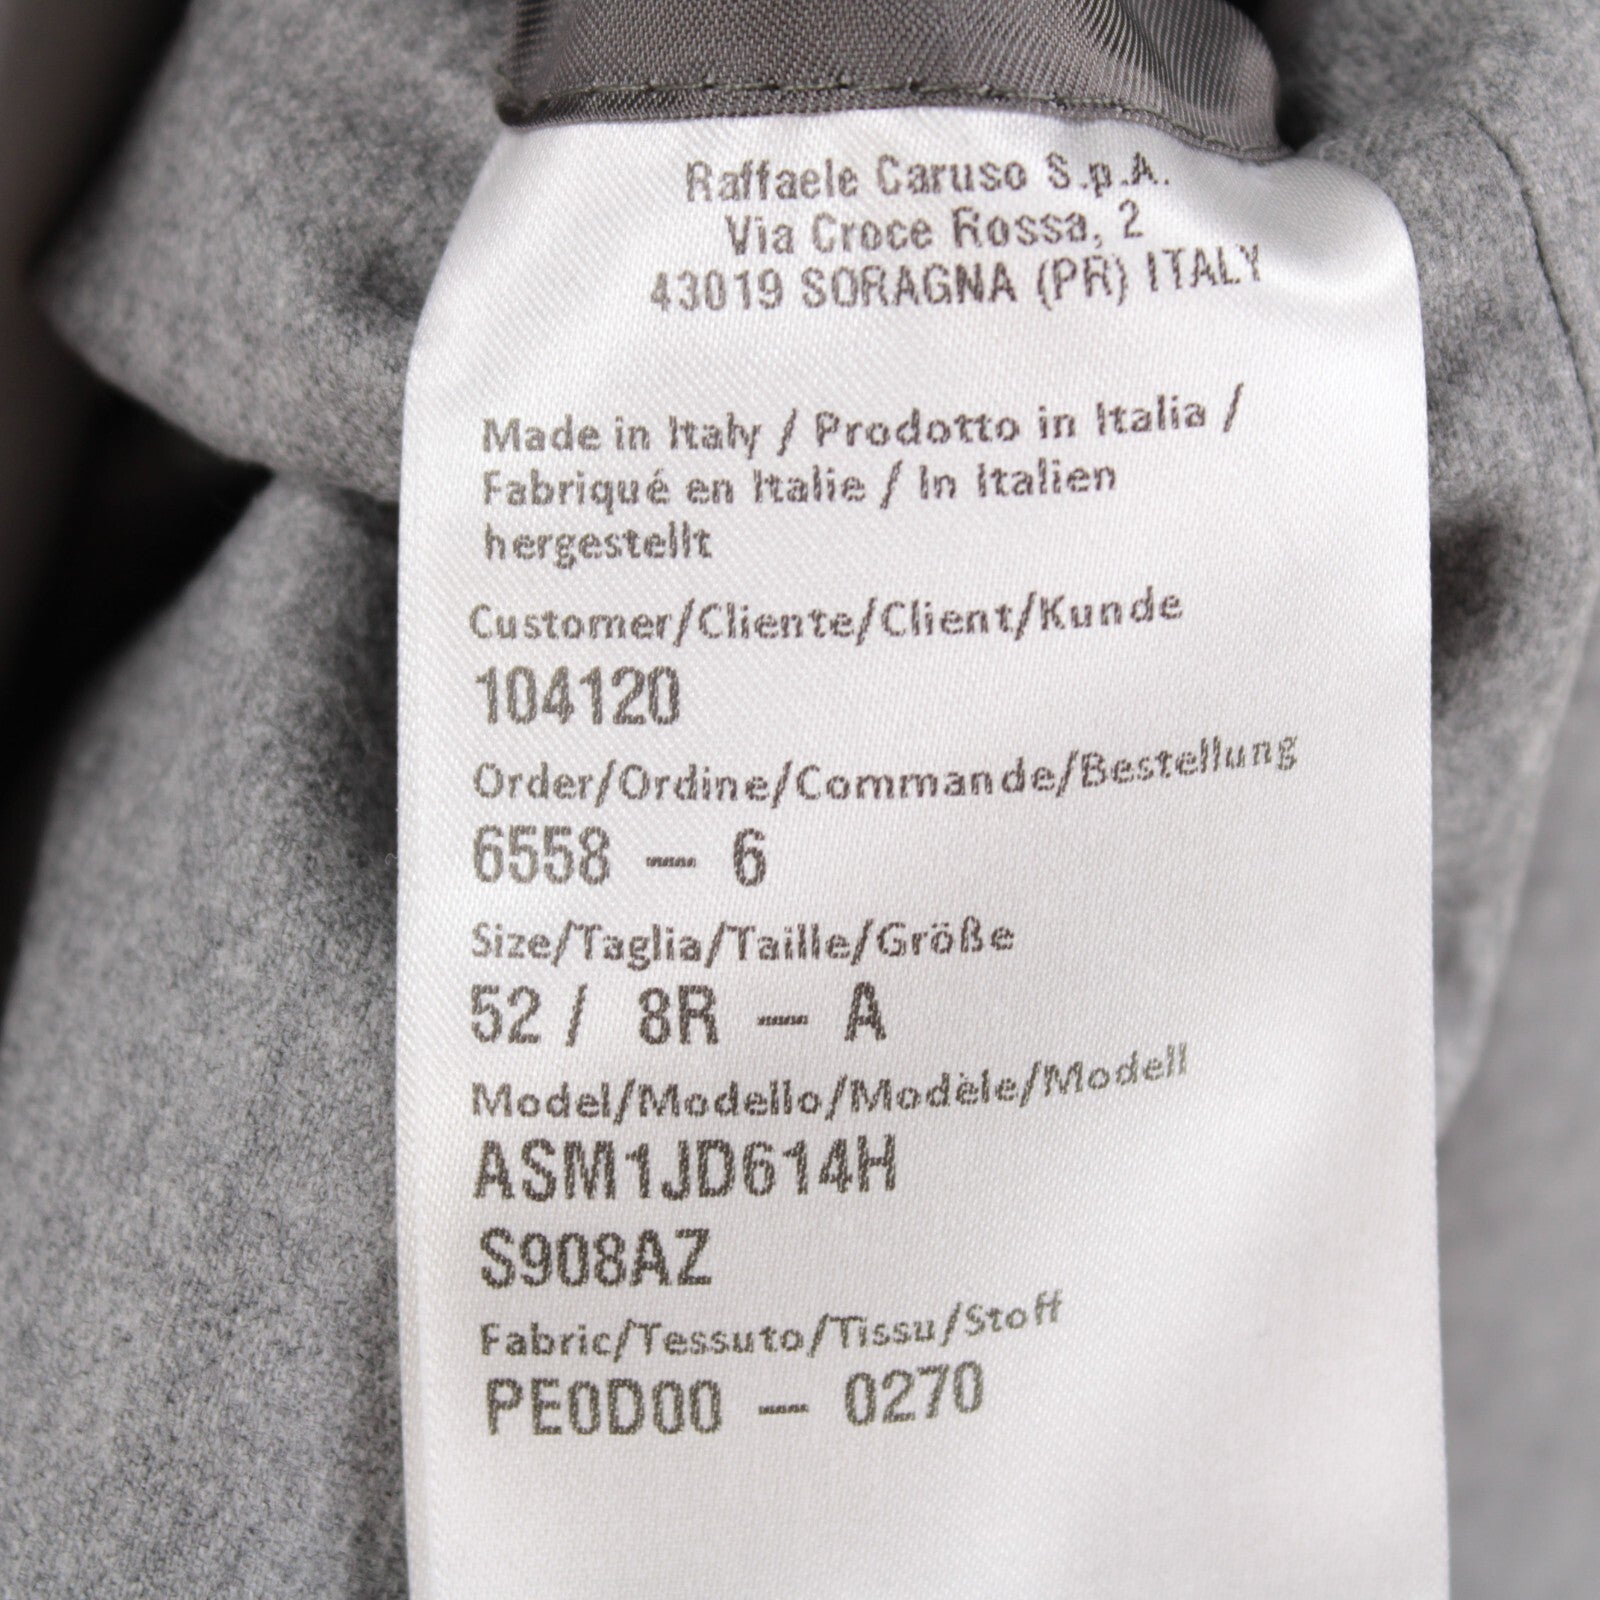 Raffaele Caruso S.p.A.
Via Croce Rossa, 2
43019 SORAGNA (PR) ITALY
Made in Italy / Prodotto in Italia /
Fabriqué en Italie / In Italien
hergestellt
Customer/Cliente/Client/Kunde
104120
Order/Ordine/Commande/Bestellung
6558 — 6
Size/Taglia/Taille/Größe
52 / 8R — A
Model/Modello/Modèle/Modell
ASM1JD614H
S908AZ
Fabric/Tessuto/Tissu/Stoff
PE0D00 — 0270